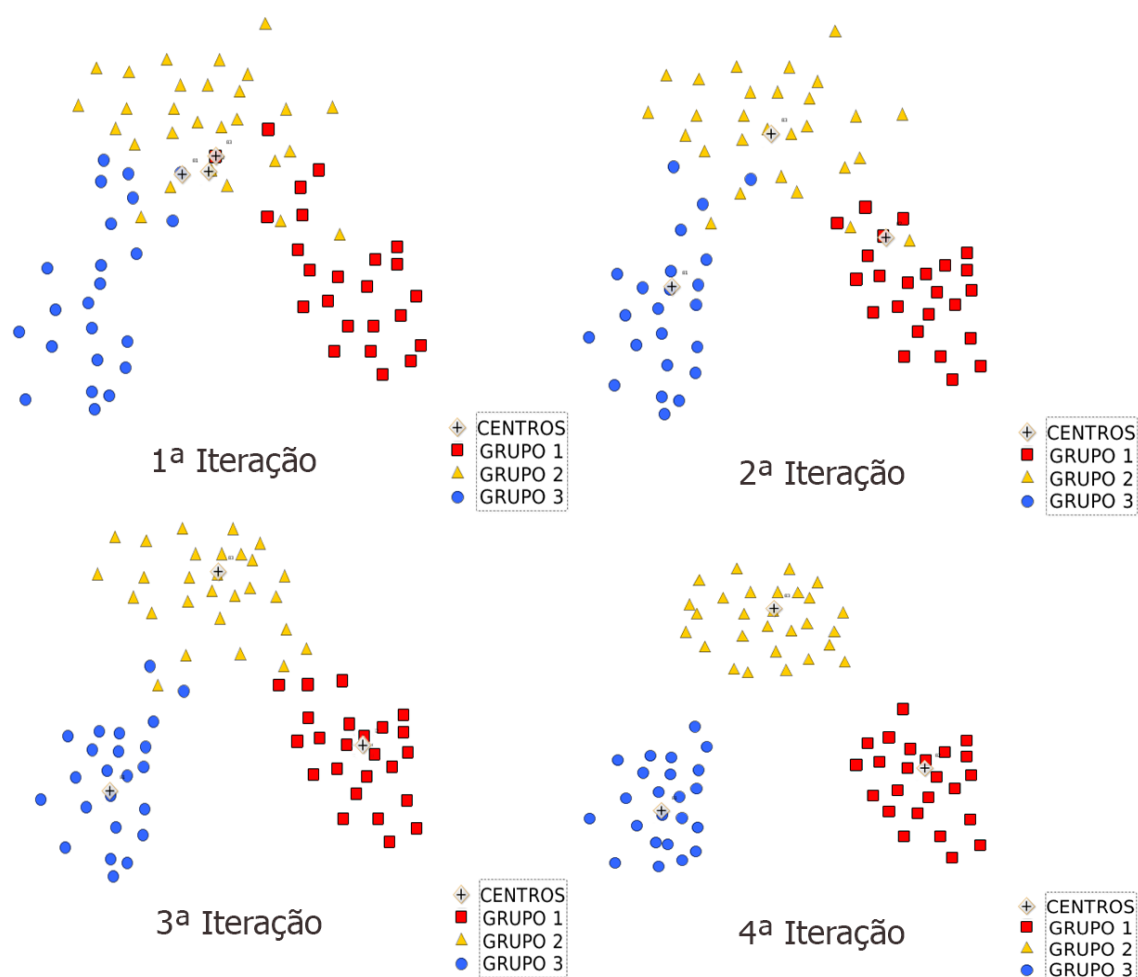 CENTROS
GRUPO 1
GRUPO 2
GRUPO 3
1ª Iteração
CENTROS
GRUPO 1
GRUPO 2
GRUPO 3
2ª Iteração
CENTROS
GRUPO 1
GRUPO 2
GRUPO 3
3ª Iteração
CENTROS
GRUPO 1
GRUPO 2
GRUPO 3
4ª Iteração